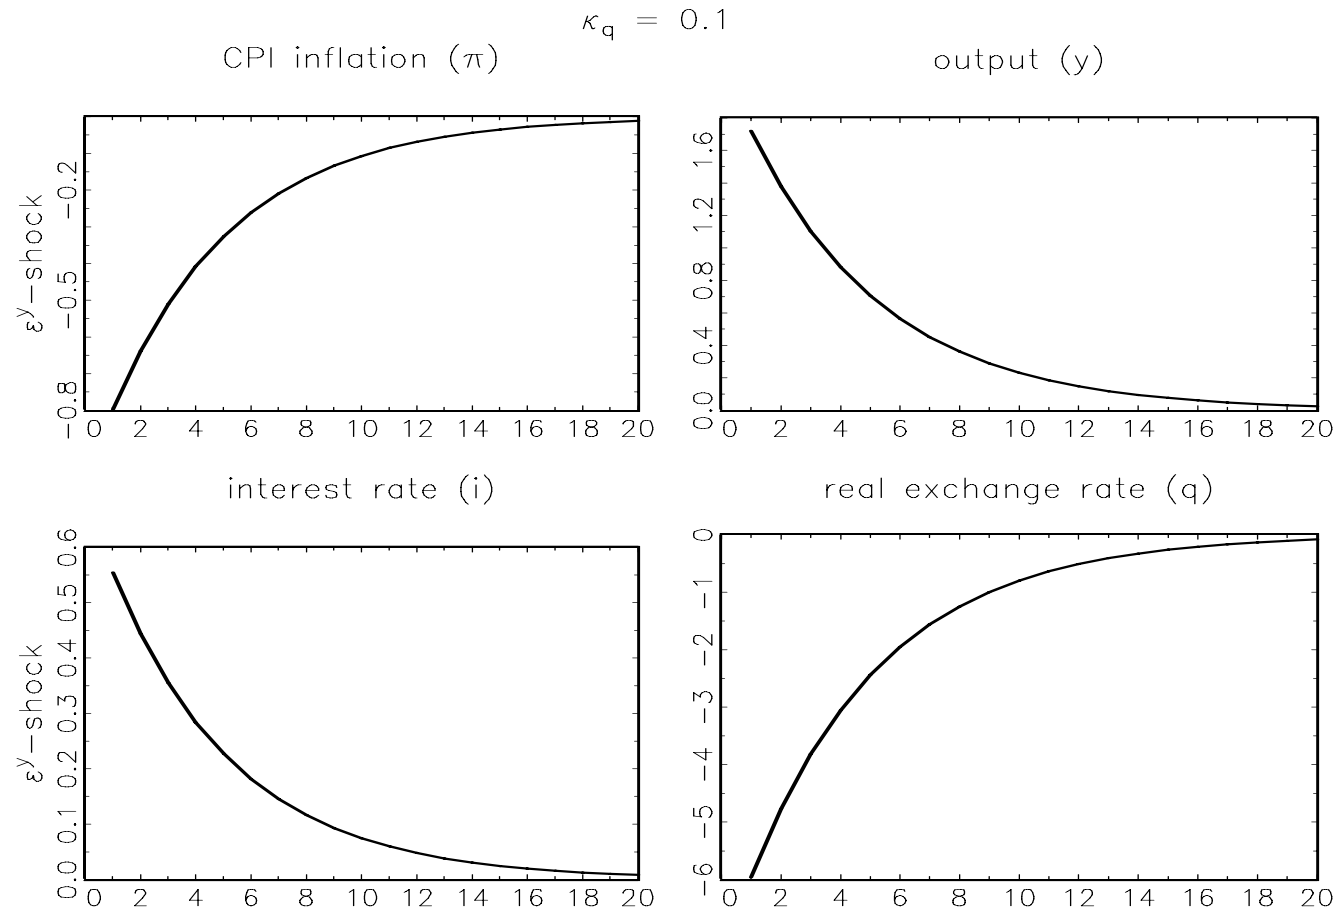 κq = 0.1
CPI inflation (π)
output (y)
εy−shock
−0.2
−0.5
−0.8
0 2 4 6 8 10 12 14 16 18 20
1.6
1.2
0.8
0.4
0.0
0 2 4 6 8 10 12 14 16 18 20
interest rate (i)
real exchange rate (q)
εy−shock
0.6
0.5
0.4
0.3
0.2
0.1
0.0
0 2 4 6 8 10 12 14 16 18 20
0
−1
−2
−3
−4
−5
−6
0 2 4 6 8 10 12 14 16 18 20